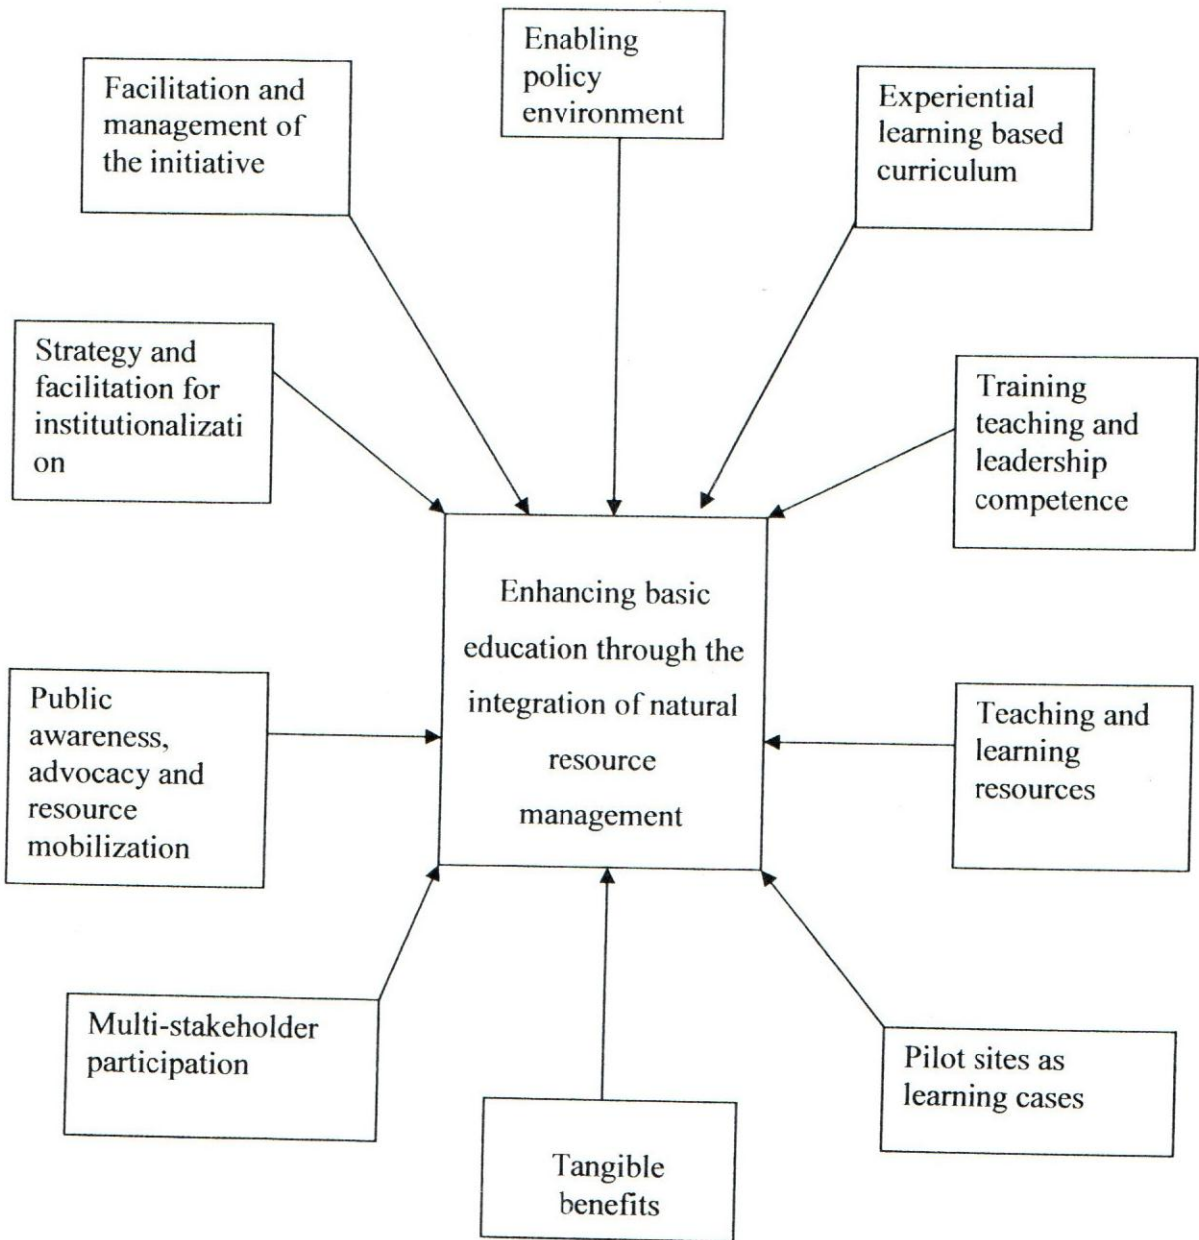 Enabling
policy
environment
Facilitation and
management of
the initiative
Experiential
learning based
curriculum
Strategy and
facilitation for
institutionalizati
on
Training
teaching and
leadership
competence
Enhancing basic
education through the
integration of natural
resource
management
Public
awareness,
advocacy and
resource
mobilization
Teaching and
learning
resources
Multi-stakeholder
participation
Pilot sites as
learning cases
Tangible
benefits